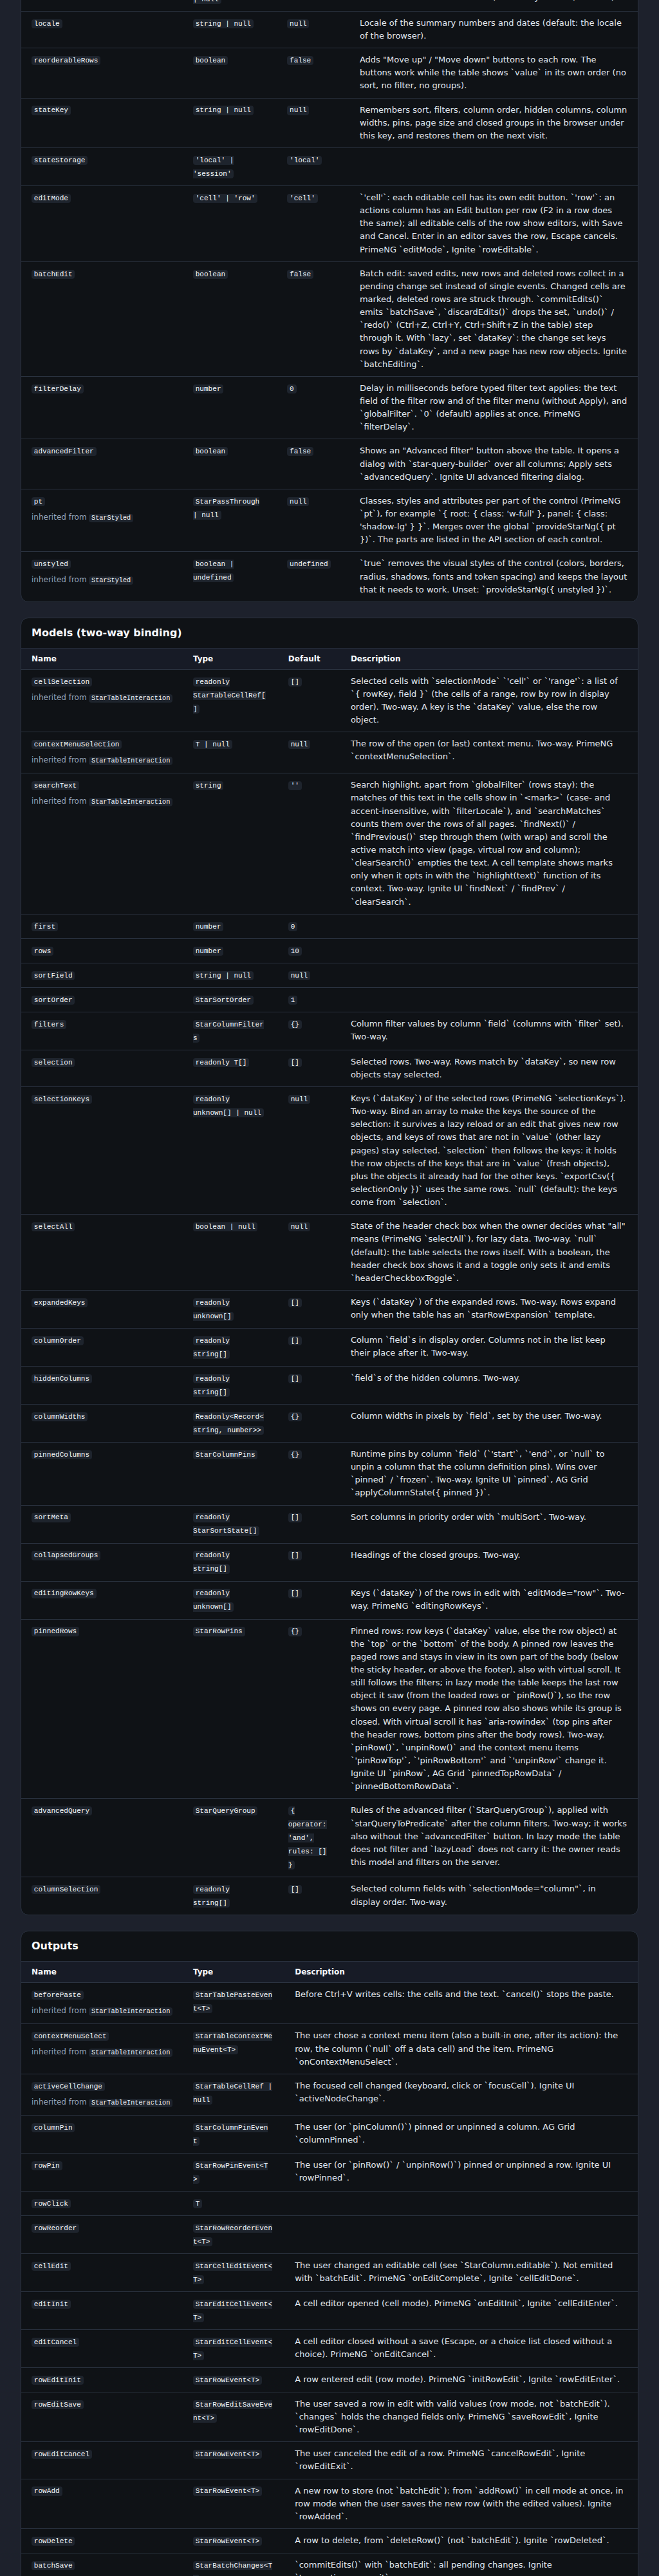 locale string | null null Locale of the summary numbers and dates (default: the locale
of the browser).
reorderableRows boolean false Adds "Move up" / "Move down" buttons to each row. The
buttons work while the table shows `value` in its own order (no
sort, no filter, no groups).
stateKey string | null null Remembers sort, filters, column order, hidden columns, column
widths, pins, page size and closed groups in the browser under
this key, and restores them on the next visit.
stateStorage 'local' | 'local'
'session'
editMode 'cell' | 'row' 'cell' `'cell'`: each editable cell has its own edit button. `'row'`: an
actions column has an Edit button per row (F2 in a row does
the same); all editable cells of the row show editors, with Save
and Cancel. Enter in an editor saves the row, Escape cancels.
PrimeNG `editMode`, Ignite `rowEditable`.
batchEdit boolean false Batch edit: saved edits, new rows and deleted rows collect in a
pending change set instead of single events. Changed cells are
marked, deleted rows are struck through. `commitEdits()`
emits `batchSave`, `discardEdits()` drops the set, `undo()` /
`redo()` (Ctrl+Z, Ctrl+Y, Ctrl+Shift+Z in the table) step
through it. With `lazy`, set `dataKey`: the change set keys
rows by `dataKey`, and a new page has new row objects. Ignite
`batchEditing`.
filterDelay number 0 Delay in milliseconds before typed filter text applies: the text
field of the filter row and of the filter menu (without Apply), and
`globalFilter`. `0` (default) applies at once. PrimeNG
`filterDelay`.
advancedFilter boolean false Shows an "Advanced filter" button above the table. It opens a
dialog with `star-query-builder` over all columns; Apply sets
`advancedQuery`. Ignite UI advanced filtering dialog.
pt StarPassThrough null Classes, styles and attributes per part of the control (PrimeNG
| null `pt`), for example `{ root: { class: 'w-full' }, panel: { class:
inherited from StarStyled 'shadow-lg' } }`. Merges over the global `provideStarNg({ pt
})`. The parts are listed in the API section of each control.
unstyled boolean | undefined `true` removes the visual styles of the control (colors, borders,
inherited from StarStyled undefined radius, shadows, fonts and token spacing) and keeps the layout
that it needs to work. Unset: `provideStarNg({ unstyled })`.
Models (two-way binding)
Name Type Default Description
cellSelection readonly [] Selected cells with `selectionMode` `'cell'` or `'range'`: a list of
inherited from StarTableInteraction StarTableCellRef[ `{ rowKey, field }` (the cells of a range, row by row in display
] order). Two-way. A key is the `dataKey` value, else the row
object.
contextMenuSelection T | null null The row of the open (or last) context menu. Two-way. PrimeNG
inherited from StarTableInteraction `contextMenuSelection`.
searchText string '' Search highlight, apart from `globalFilter` (rows stay): the
inherited from StarTableInteraction matches of this text in the cells show in `<mark>` (case- and
accent-insensitive, with `filterLocale`), and `searchMatches`
counts them over the rows of all pages. `findNext()` /
`findPrevious()` step through them (with wrap) and scroll the
active match into view (page, virtual row and column);
`clearSearch()` empties the text. A cell template shows marks
only when it opts in with the `highlight(text)` function of its
context. Two-way. Ignite UI `findNext` / `findPrev` /
`clearSearch`.
first number 0
rows number 10
sortField string | null null
sortOrder StarSortOrder 1
filters StarColumnFilter {} Column filter values by column `field` (columns with `filter` set).
s Two-way.
selection readonly T[] [] Selected rows. Two-way. Rows match by `dataKey`, so new row
objects stay selected.
selectionKeys readonly null Keys (`dataKey`) of the selected rows (PrimeNG `selectionKeys`).
unknown[] | null Two-way. Bind an array to make the keys the source of the
selection: it survives a lazy reload or an edit that gives new row
objects, and keys of rows that are not in `value` (other lazy
pages) stay selected. `selection` then follows the keys: it holds
the row objects of the keys that are in `value` (fresh objects),
plus the objects it already had for the other keys. `exportCsv({
selectionOnly })` uses the same rows. `null` (default): the keys
come from `selection`.
selectAll boolean | null null State of the header check box when the owner decides what "all"
means (PrimeNG `selectAll`), for lazy data. Two-way. `null`
(default): the table selects the rows itself. With a boolean, the
header check box shows it and a toggle only sets it and emits
`headerCheckboxToggle`.
expandedKeys readonly [] Keys (`dataKey`) of the expanded rows. Two-way. Rows expand
unknown[] only when the table has an `starRowExpansion` template.
columnOrder readonly [] Column `field`s in display order. Columns not in the list keep
string[] their place after it. Two-way.
hiddenColumns readonly [] `field`s of the hidden columns. Two-way.
string[]
columnWidths Readonly<Record< {} Column widths in pixels by `field`, set by the user. Two-way.
string, number>>
pinnedColumns StarColumnPins {} Runtime pins by column `field` (`'start'`, `'end'`, or `null` to
unpin a column that the column definition pins). Wins over
`pinned` / `frozen`. Two-way. Ignite UI `pinned`, AG Grid
`applyColumnState({ pinned })`.
sortMeta readonly [] Sort columns in priority order with `multiSort`. Two-way.
StarSortState[]
collapsedGroups readonly [] Headings of the closed groups. Two-way.
string[]
editingRowKeys readonly [] Keys (`dataKey`) of the rows in edit with `editMode="row"`. Two-
unknown[] way. PrimeNG `editingRowKeys`.
pinnedRows StarRowPins {} Pinned rows: row keys (`dataKey` value, else the row object) at
the `top` or the `bottom` of the body. A pinned row leaves the
paged rows and stays in view in its own part of the body (below
the sticky header, or above the footer), also with virtual scroll. It
still follows the filters; in lazy mode the table keeps the last row
object it saw (from the loaded rows or `pinRow()`), so the row
shows on every page. A pinned row also shows while its group is
closed. With virtual scroll it has `aria-rowindex` (top pins after
the header rows, bottom pins after the body rows). Two-way.
`pinRow()`, `unpinRow()` and the context menu items
`'pinRowTop'`, `'pinRowBottom'` and `'unpinRow'` change it.
Ignite UI `pinRow`, AG Grid `pinnedTopRowData` /
`pinnedBottomRowData`.
advancedQuery StarQueryGroup { Rules of the advanced filter (`StarQueryGroup`), applied with
operator: `starQueryToPredicate` after the column filters. Two-way; it works
'and', also without the `advancedFilter` button. In lazy mode the table
rules: [] does not filter and `lazyLoad` does not carry it: the owner reads
} this model and filters on the server.
columnSelection readonly [] Selected column fields with `selectionMode="column"`, in
string[] display order. Two-way.
Outputs
Name Type Description
beforePaste StarTablePasteEven Before Ctrl+V writes cells: the cells and the text. `cancel()` stops the paste.
inherited from StarTableInteraction t<T>
contextMenuSelect StarTableContextMe The user chose a context menu item (also a built-in one, after its action): the
inherited from StarTableInteraction nuEvent<T> row, the column (`null` off a data cell) and the item. PrimeNG
`onContextMenuSelect`.
activeCellChange StarTableCellRef | The focused cell changed (keyboard, click or `focusCell`). Ignite UI
inherited from StarTableInteraction null `activeNodeChange`.
columnPin StarColumnPinEven The user (or `pinColumn()`) pinned or unpinned a column. AG Grid
t `columnPinned`.
rowPin StarRowPinEvent<T The user (or `pinRow()` / `unpinRow()`) pinned or unpinned a row. Ignite UI
> `rowPinned`.
rowClick T
rowReorder StarRowReorderEven
t<T>
cellEdit StarCellEditEvent< The user changed an editable cell (see `StarColumn.editable`). Not emitted
T> with `batchEdit`. PrimeNG `onEditComplete`, Ignite `cellEditDone`.
editInit StarEditCellEvent< A cell editor opened (cell mode). PrimeNG `onEditInit`, Ignite `cellEditEnter`.
T>
editCancel StarEditCellEvent< A cell editor closed without a save (Escape, or a choice list closed without a
T> choice). PrimeNG `onEditCancel`.
rowEditInit StarRowEvent<T> A row entered edit (row mode). PrimeNG `initRowEdit`, Ignite `rowEditEnter`.
rowEditSave StarRowEditSaveEve The user saved a row in edit with valid values (row mode, not `batchEdit`).
nt<T> `changes` holds the changed fields only. PrimeNG `saveRowEdit`, Ignite
`rowEditDone`.
rowEditCancel StarRowEvent<T> The user canceled the edit of a row. PrimeNG `cancelRowEdit`, Ignite
`rowEditExit`.
rowAdd StarRowEvent<T> A new row to store (not `batchEdit`): from `addRow()` in cell mode at once, in
row mode when the user saves the new row (with the edited values). Ignite
`rowAdded`.
rowDelete StarRowEvent<T> A row to delete, from `deleteRow()` (not `batchEdit`). Ignite `rowDeleted`.
batchSave StarBatchChanges<T `commitEdits()` with `batchEdit`: all pending changes. Ignite